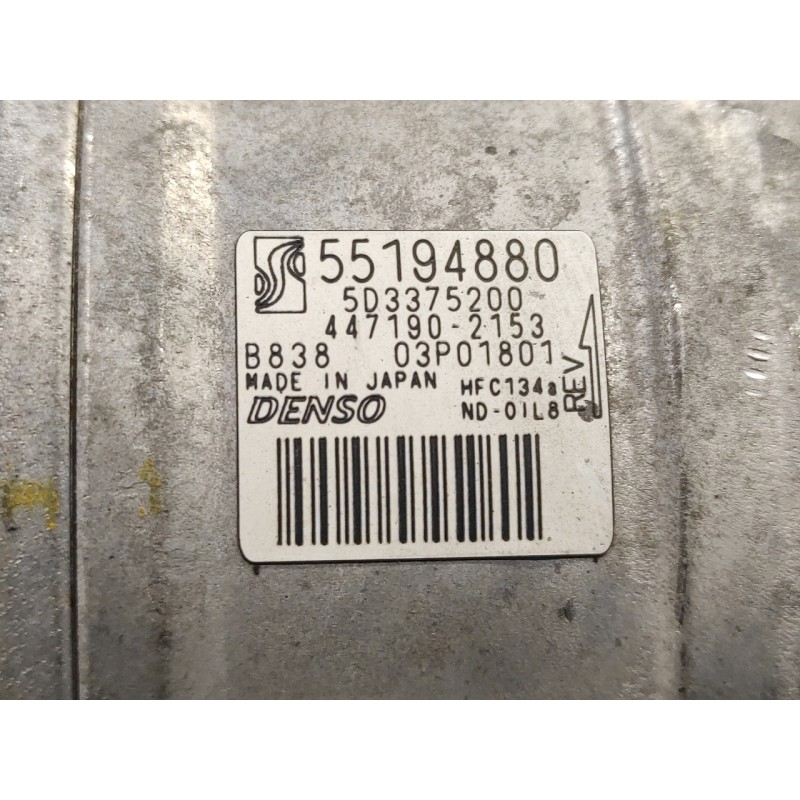 55194880
5D3375200
447190-2153
B838 03P01801
MADE IN JAPAN HFC134a
DENSO ND-OIL8
REV